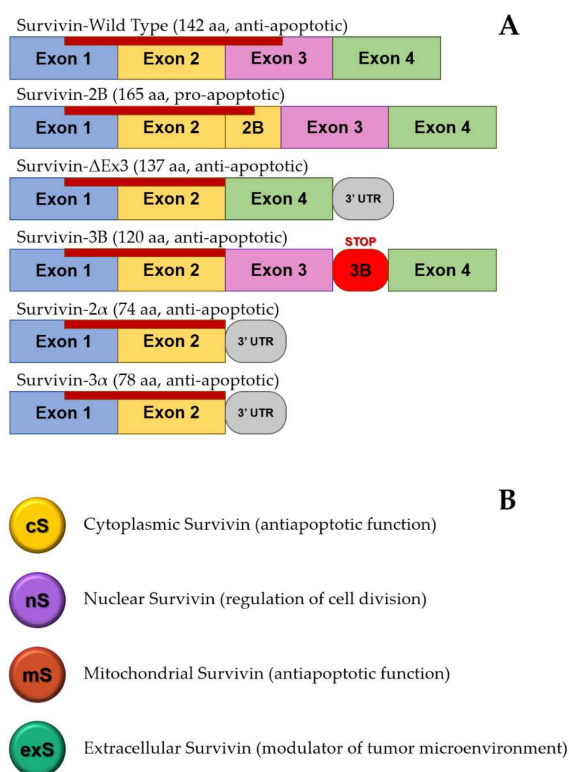 Survivin-Wild Type (142 aa, anti-apoptotic)
A
Exon 1 Exon 2 Exon 3 Exon 4
Survivin-2B (165 aa, pro-apoptotic)
Exon 1 Exon 2 2B Exon 3 Exon 4
Survivin-ΔEx3 (137 aa, anti-apoptotic)
Exon 1 Exon 2 Exon 4 3' UTR
Survivin-3B (120 aa, anti-apoptotic)
STOP
Exon 1 Exon 2 Exon 3 3B Exon 4
Survivin-2α (74 aa, anti-apoptotic)
Exon 1 Exon 2 3' UTR
Survivin-3α (78 aa, anti-apoptotic)
Exon 1 Exon 2 3' UTR
B
cS Cytoplasmic Survivin (antiapoptotic function)
nS Nuclear Survivin (regulation of cell division)
mS Mitochondrial Survivin (antiapoptotic function)
exS Extracellular Survivin (modulator of tumor microenvironment)